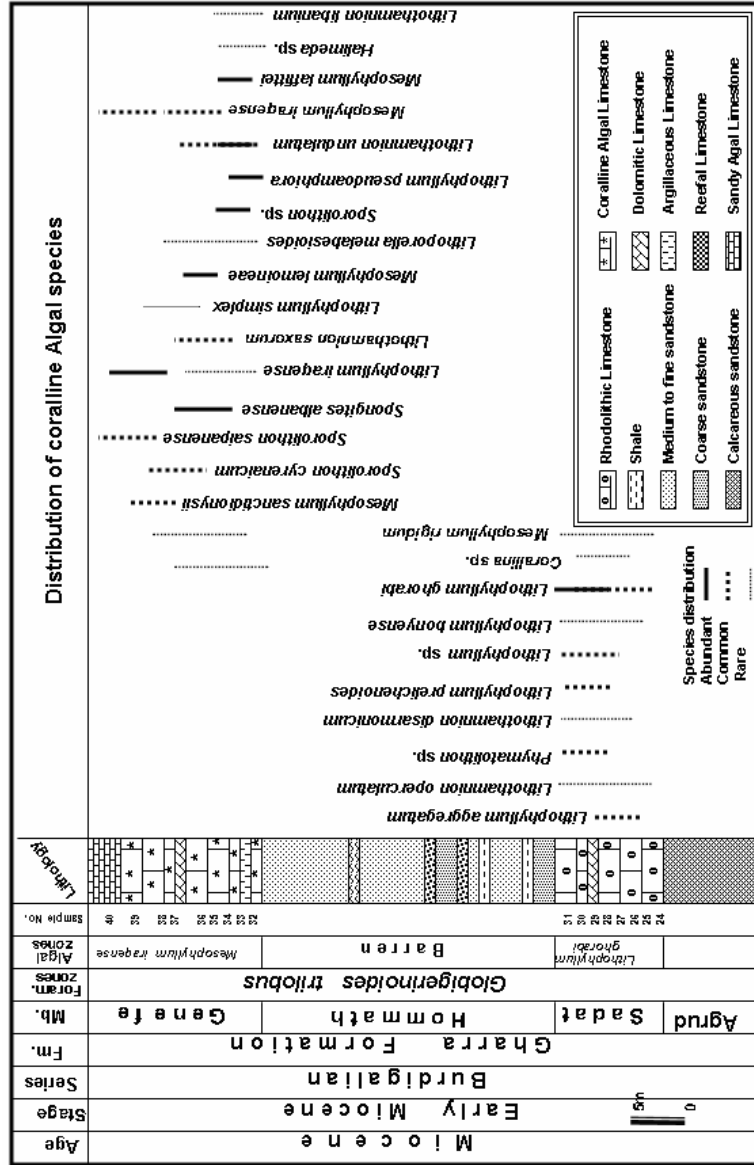 Distribution of coralline Algal species
Age
Stage
Series
Fm.
Mb.
Foram. zones
Algal zones
Sample No.
Lithology
Miocene
Early Miocene
Burdigalian
Gharra Formation
Genefe
Hommath
Sadat
Agrud
Globigerinoides trilobus
Mesophyllum iraqense
Barren
Lithophyllum ghorabi
40
39
38
37
36
35
34
33
32
31
30
29
28
27
26
25
24
5m
0
Lithothamnion libanium
Halimeda sp.
Mesophyllum laffittei
Mesophyllum iraqense
Lithothamnion undulatum
Lithophyllum pseudoamphiora
Sporolithon sp.
Lithoporella melabesioides
Mesophyllum lemoineae
Lithophyllum simplex
Lithothamnion saxorum
Lithophyllum iraqense
Spongites albanense
Sporolithon saipanense
Sporolithon cyrenaicum
Mesophyllum sanctidionysii
Mesophyllum rigidum
Corallina sp.
Lithophyllum ghorabi
Lithophyllum bonyense
Lithophyllum sp.
Lithophyllum prelichenoides
Lithothamnion disarmonicum
Phymatolithon sp.
Lithothamnion operculatum
Lithophyllum aggregatum
Species distribution
Abundant
Common
Rare
Rhodolithic Limestone
Shale
Medium to fine sandstone
Coarse sandstone
Calcareous sandstone
Coralline Algal Limestone
Dolomitic Limestone
Argillaceous Limestone
Reefal Limestone
Sandy Agal Limestone